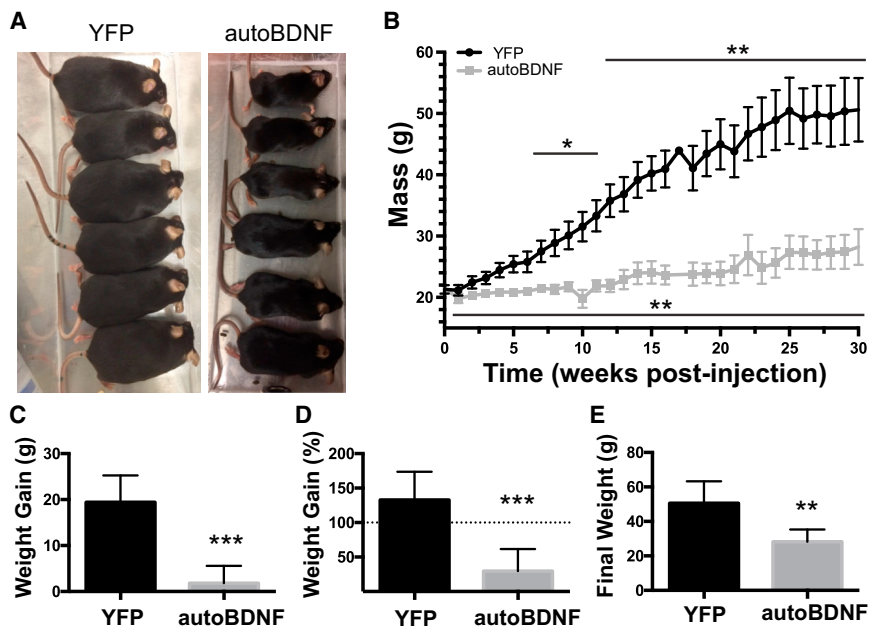 A
YFP
autoBDNF
B
YFP
autoBDNF
**
*
**
Mass (g)
60
50
40
30
20
0
5
10
15
20
25
30
Time (weeks post-injection)
C
Weight Gain (g)
30
20
10
0
***
YFP
autoBDNF
D
Weight Gain (%)
200
150
100
50
***
YFP
autoBDNF
E
Final Weight (g)
80
60
40
20
0
**
YFP
autoBDNF